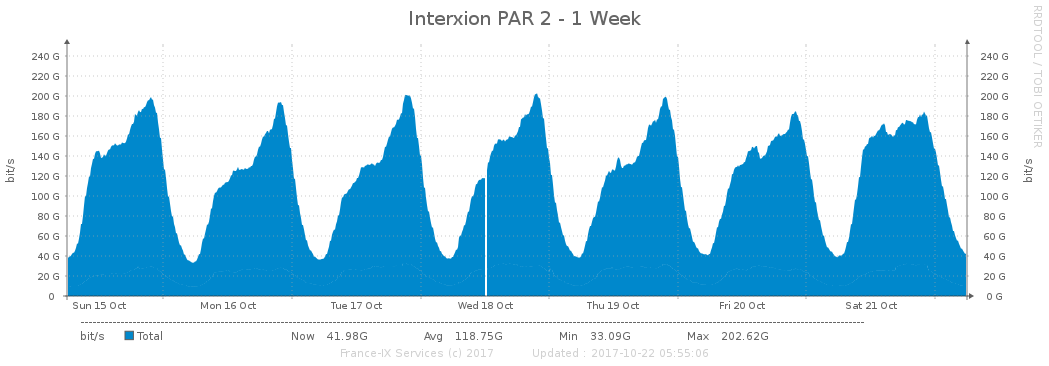 Interxion PAR 2 - 1 Week
RRDTOOL / TOBI OETIKER
bit/s
240 G 240 G
220 G 220 G
200 G 200 G
180 G 180 G
160 G 160 G
140 G 140 G
120 G 120 G
100 G 100 G
80 G 80 G
60 G 60 G
40 G 40 G
20 G 20 G
0 0 G
bit/s
Sun 15 Oct Mon 16 Oct Tue 17 Oct Wed 18 Oct Thu 19 Oct Fri 20 Oct Sat 21 Oct
bit/s Total Now 41.98G Avg 118.75G Min 33.09G Max 202.62G
France-IX Services (c) 2017 Updated : 2017-10-22 05:55:06